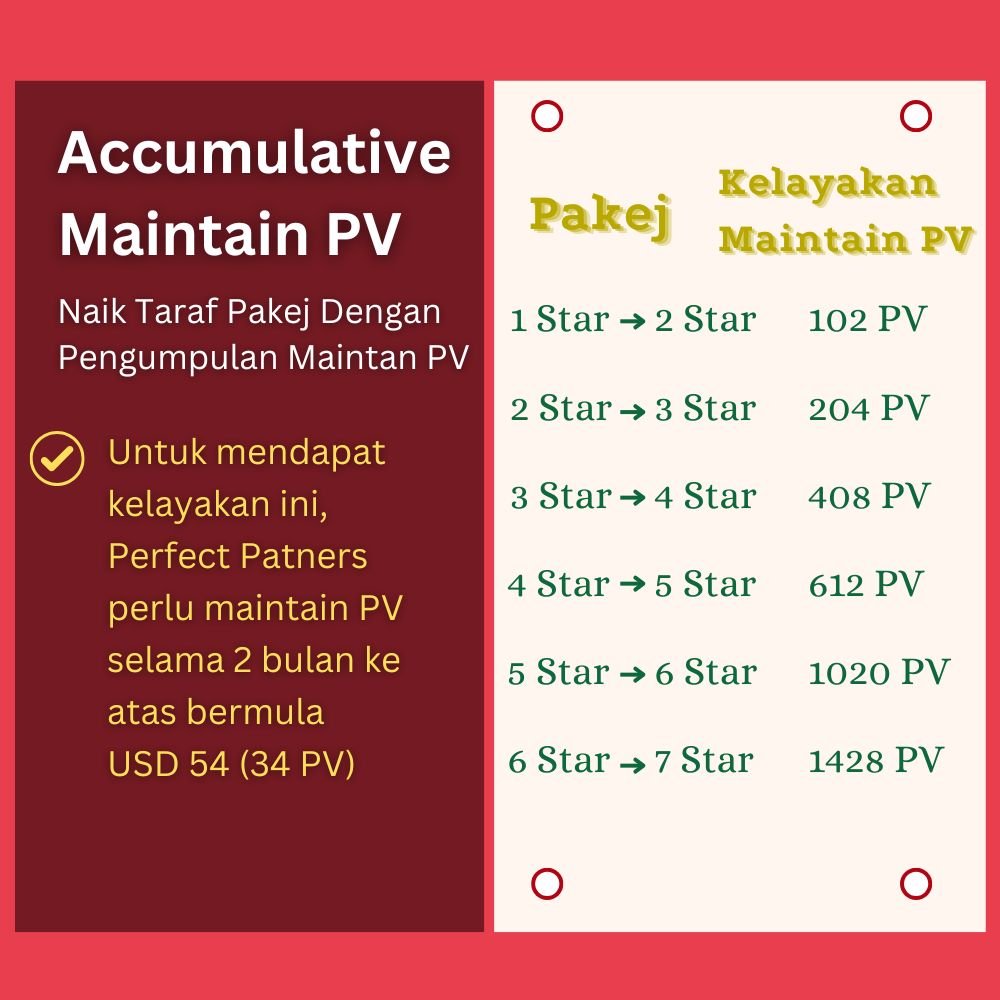 Accumulative
Maintain PV
Naik Taraf Pakej Dengan
Pengumpulan Maintan PV
Untuk mendapat
kelayakan ini,
Perfect Patners
perlu maintain PV
selama 2 bulan ke
atas bermula
USD 54 (34 PV)
Pakej
Kelayakan
Maintain PV
1 Star → 2 Star 102 PV
2 Star → 3 Star 204 PV
3 Star → 4 Star 408 PV
4 Star → 5 Star 612 PV
5 Star → 6 Star 1020 PV
6 Star → 7 Star 1428 PV